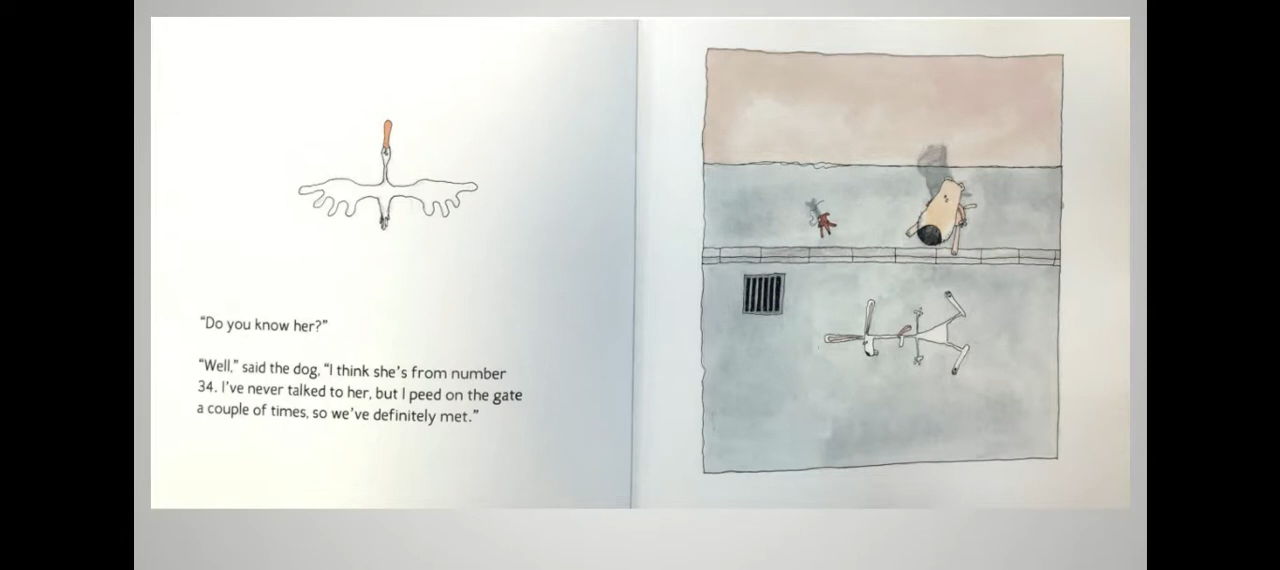 “Do you know her?”
“Well,” said the dog, “I think she’s from number
34. I’ve never talked to her, but I peed on the gate
a couple of times, so we’ve definitely met.”